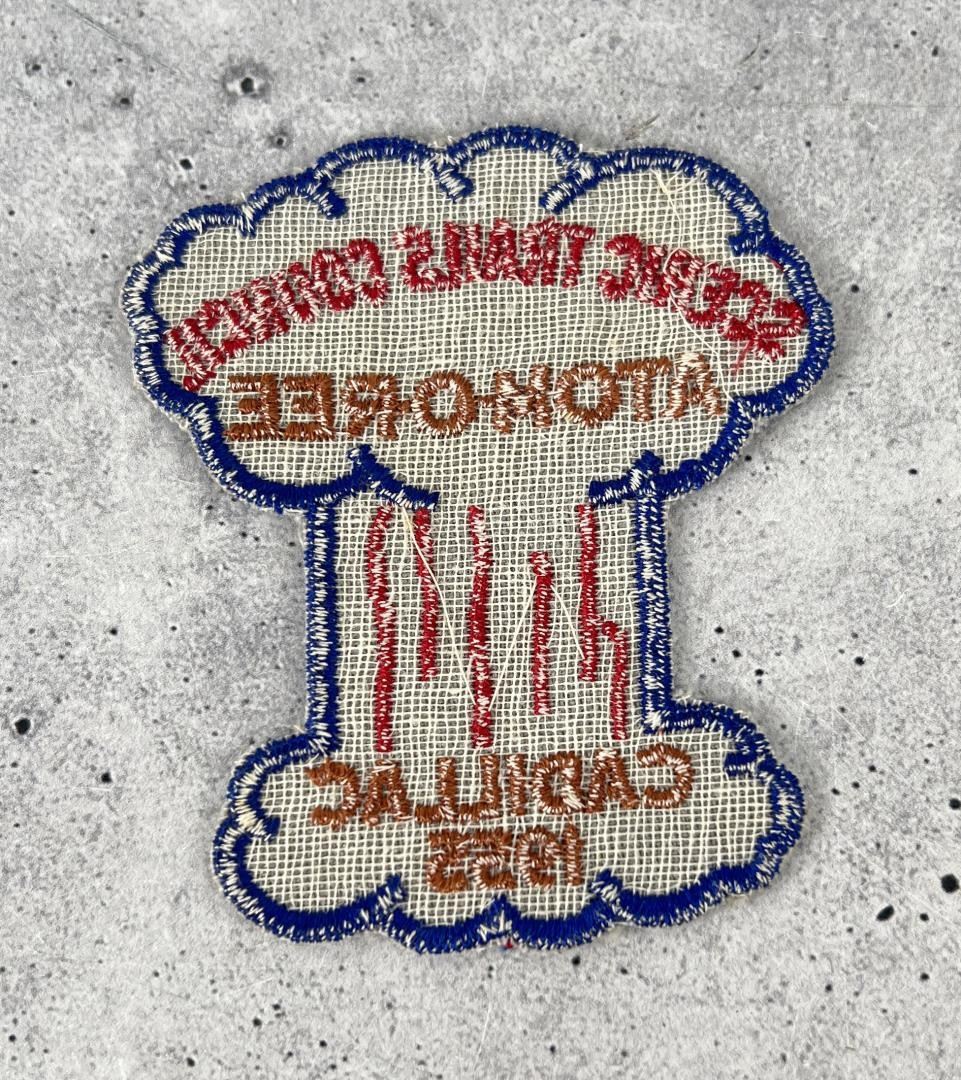 SCENIC TRAILS COUNCIL
ATOM-O-REE
CADILLAC
1955